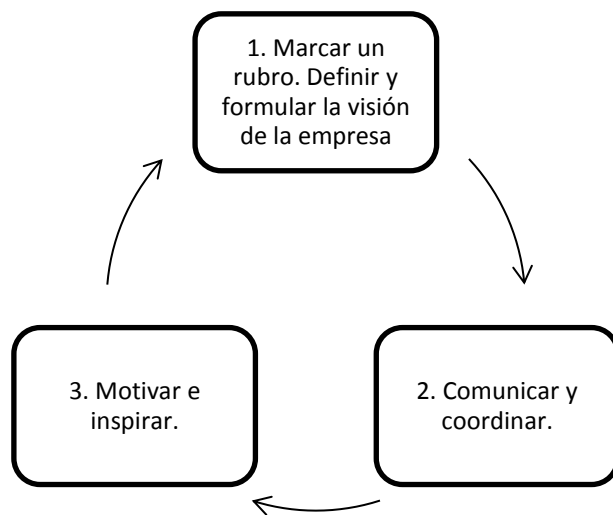 1. Marcar un
rubro. Definir y
formular la visión
de la empresa
2. Comunicar y
coordinar.
3. Motivar e
inspirar.